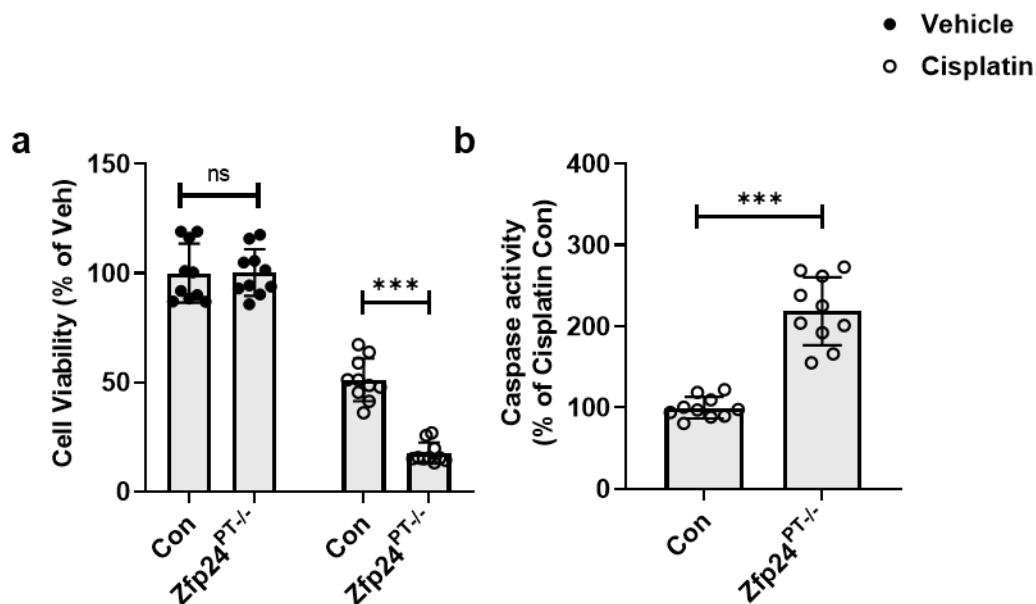 Vehicle
Cisplatin
a
Cell Viability (% of Veh)
150
100
50
0
ns
***
Con
Zfp24PT-/-
Con
Zfp24PT-/-
b
Caspase activity
(% of Cisplatin Con)
400
300
200
100
0
***
Con
Zfp24PT-/-